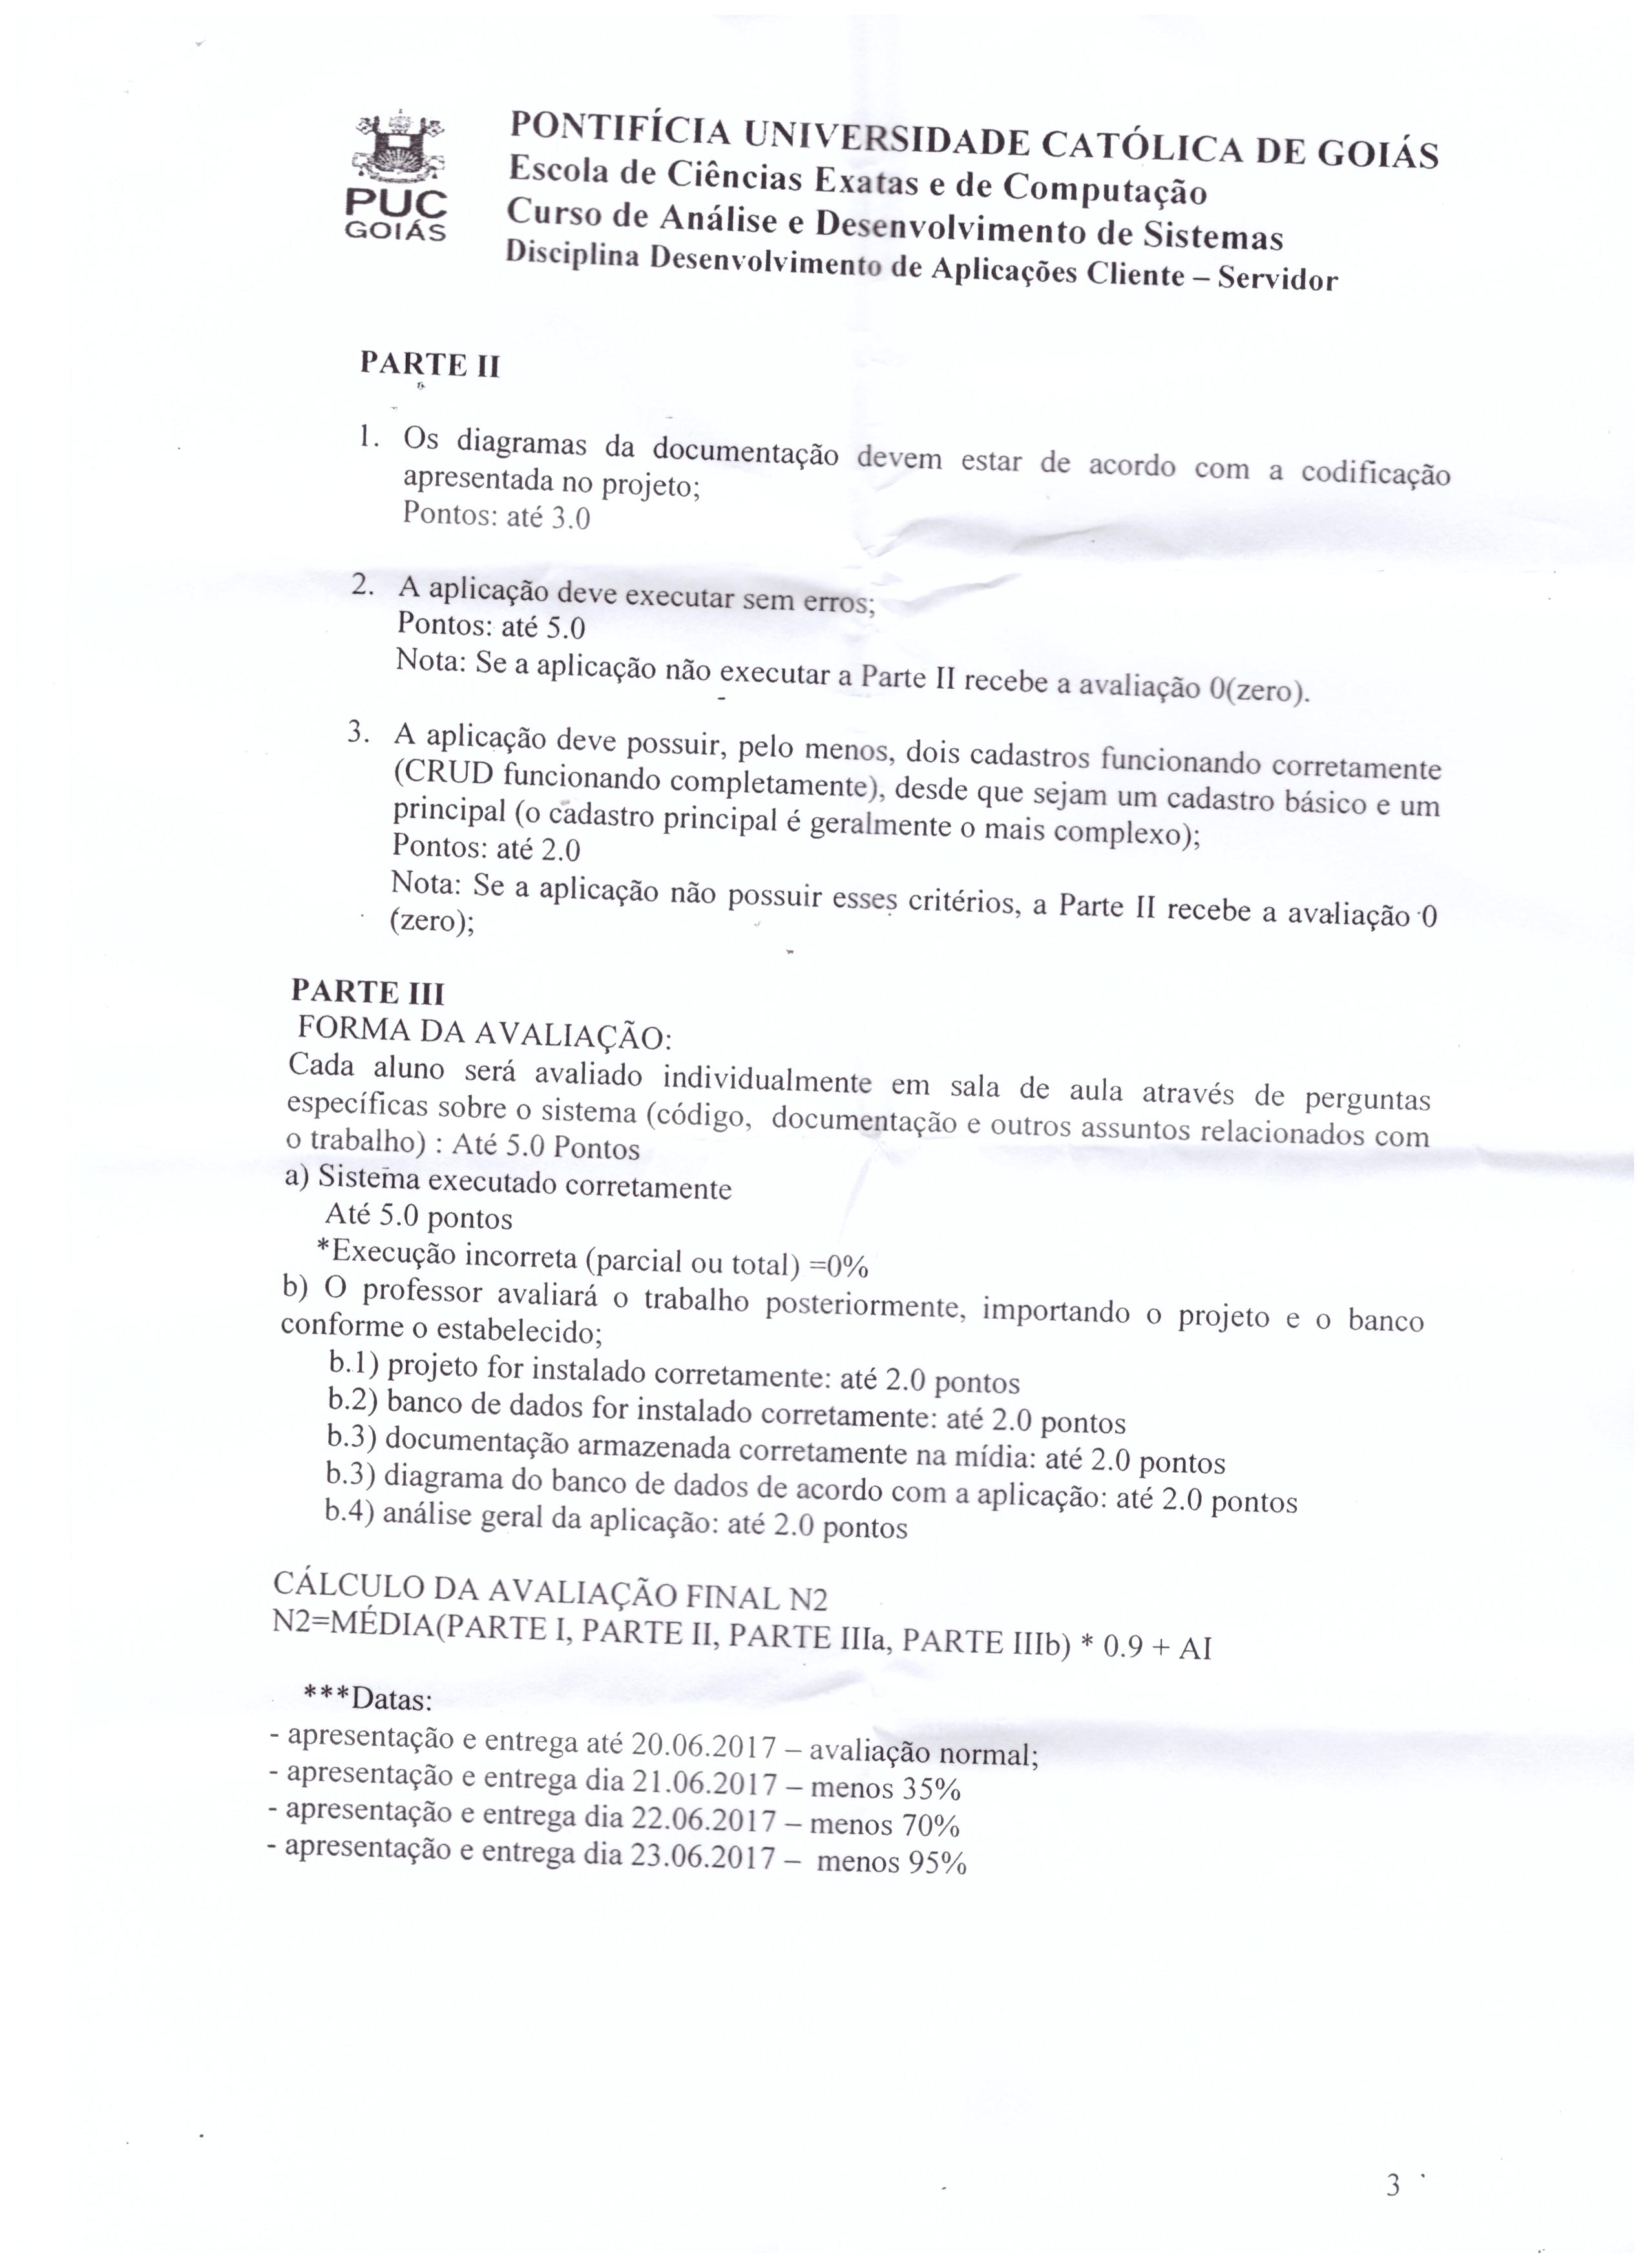 PUC
GOIÁS
PONTIFÍCIA UNIVERSIDADE CATÓLICA DE GOIÁS
Escola de Ciências Exatas e de Computação
Curso de Análise e Desenvolvimento de Sistemas
Disciplina Desenvolvimento de Aplicações Cliente – Servidor
PARTE II
1. Os diagramas da documentação devem estar de acordo com a codificação
apresentada no projeto;
Pontos: até 3.0
2. A aplicação deve executar sem erros;
Pontos: até 5.0
Nota: Se a aplicação não executar a Parte II recebe a avaliação 0(zero).
3. A aplicação deve possuir, pelo menos, dois cadastros funcionando corretamente
(CRUD funcionando completamente), desde que sejam um cadastro básico e um
principal (o cadastro principal é geralmente o mais complexo);
Pontos: até 2.0
Nota: Se a aplicação não possuir esses critérios, a Parte II recebe a avaliação 0
(zero);
PARTE III
FORMA DA AVALIAÇÃO:
Cada aluno será avaliado individualmente em sala de aula através de perguntas
específicas sobre o sistema (código, documentação e outros assuntos relacionados com
o trabalho) : Até 5.0 Pontos
a) Sistema executado corretamente
Até 5.0 pontos
*Execução incorreta (parcial ou total) =0%
b) O professor avaliará o trabalho posteriormente, importando o projeto e o banco
conforme o estabelecido;
b.1) projeto for instalado corretamente: até 2.0 pontos
b.2) banco de dados for instalado corretamente: até 2.0 pontos
b.3) documentação armazenada corretamente na mídia: até 2.0 pontos
b.3) diagrama do banco de dados de acordo com a aplicação: até 2.0 pontos
b.4) análise geral da aplicação: até 2.0 pontos
CÁLCULO DA AVALIAÇÃO FINAL N2
N2=MÉDIA(PARTE I, PARTE II, PARTE IIIa, PARTE IIIb) * 0.9 + AI
***Datas:
- apresentação e entrega até 20.06.2017 – avaliação normal;
- apresentação e entrega dia 21.06.2017 – menos 35%
- apresentação e entrega dia 22.06.2017 – menos 70%
- apresentação e entrega dia 23.06.2017 – menos 95%
3